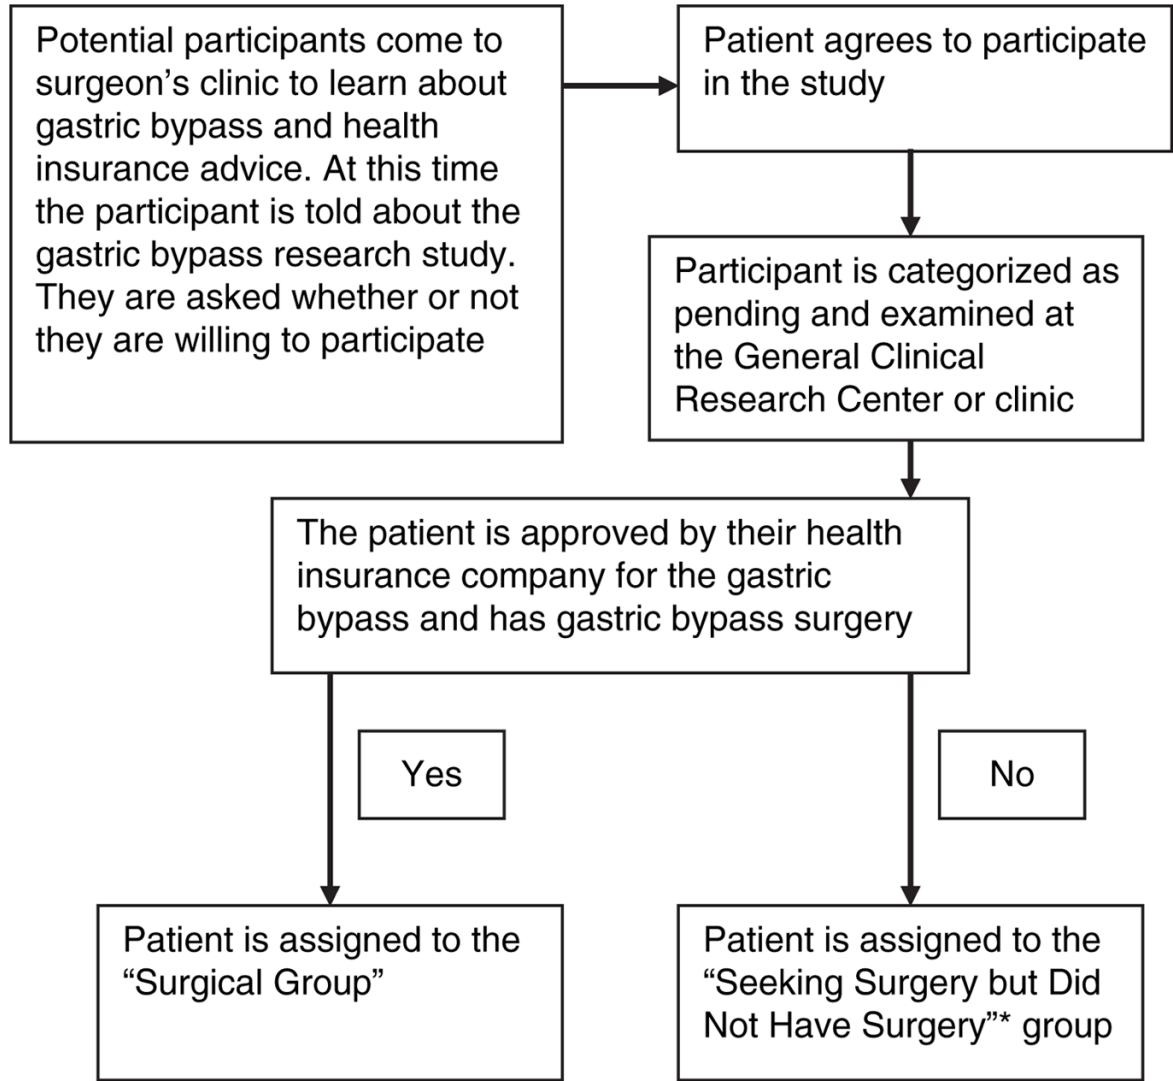 Potential participants come to
surgeon’s clinic to learn about
gastric bypass and health
insurance advice. At this time
the participant is told about the
gastric bypass research study.
They are asked whether or not
they are willing to participate
Patient agrees to participate
in the study
Participant is categorized as
pending and examined at
the General Clinical
Research Center or clinic
The patient is approved by their health
insurance company for the gastric
bypass and has gastric bypass surgery
Yes
No
Patient is assigned to the
“Surgical Group”
Patient is assigned to the
“Seeking Surgery but Did
Not Have Surgery”* group